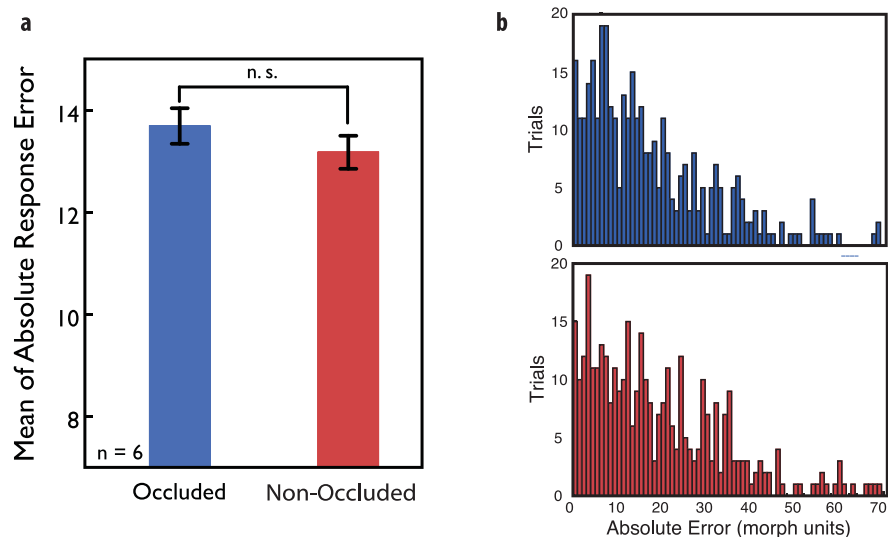 a
Mean of Absolute Response Error
14
12
10
8
n. s.
n = 6
Occluded
Non-Occluded
b
Trials
20
15
10
5
0
Trials
20
15
10
5
0
0 10 20 30 40 50 60 70
Absolute Error (morph units)